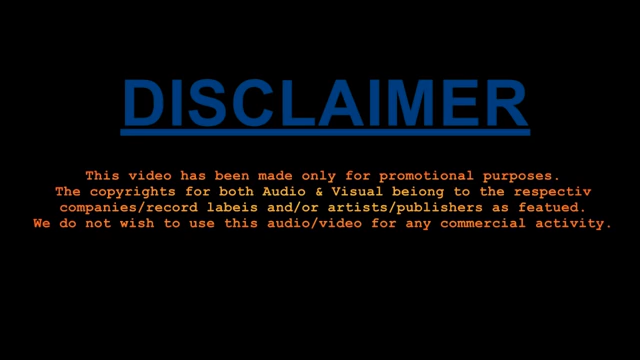 DISCLAIMER
This video has been made only for promotional purposes.
The copyrights for both Audio & Visual beiong to the respectiv
companies/record labeis and/or artists/publishers as featued.
We do not wish to use this audio/video for any commercial activity.